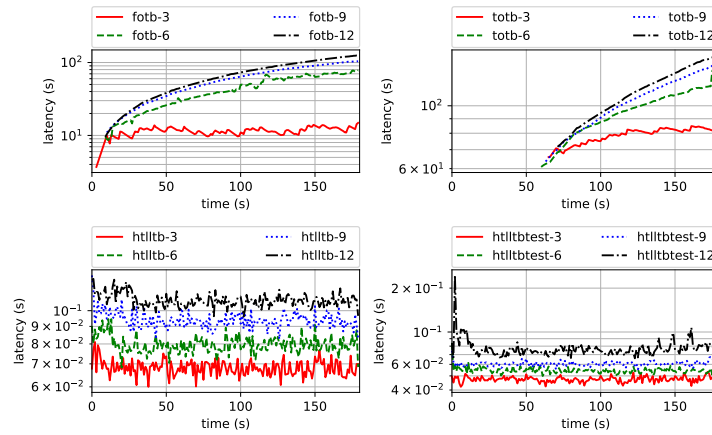 fotb-3 fotb-9
fotb-6 fotb-12
latency (s)
10²
10¹
0 50 100 150
time (s)
totb-3 totb-9
totb-6 totb-12
latency (s)
10²
6 × 10¹
0 50 100 150
time (s)
htlltb-3 htlltb-9
htlltb-6 htlltb-12
latency (s)
10⁻¹
9 × 10⁻²
8 × 10⁻²
7 × 10⁻²
6 × 10⁻²
0 50 100 150
time (s)
htlltbtest-3 htlltbtest-9
htlltbtest-6 htlltbtest-12
latency (s)
2 × 10⁻¹
10⁻¹
6 × 10⁻²
4 × 10⁻²
0 50 100 150
time (s)